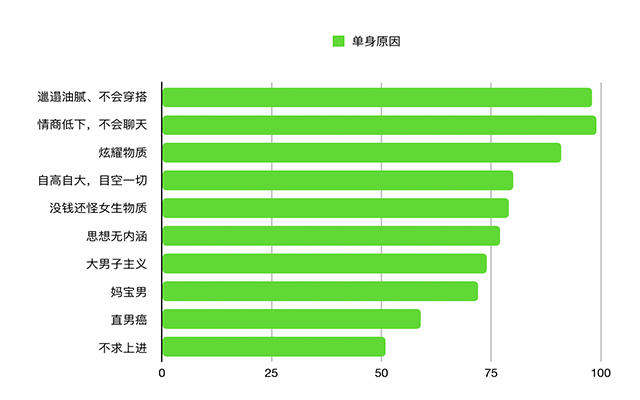 单身原因
邋遢油腻、不会穿搭
情商低下，不会聊天
炫耀物质
自高自大，目空一切
没钱还怪女生物质
思想无内涵
大男子主义
妈宝男
直男癌
不求上进
0 25 50 75 100